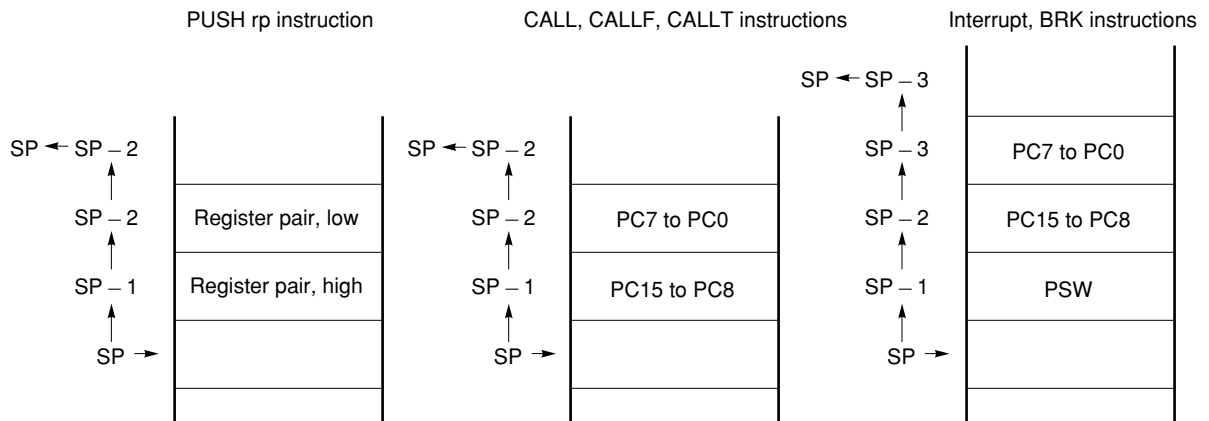 PUSH rp instruction
SP SP – 2
SP – 2
Register pair, low
SP – 1
Register pair, high
SP
CALL, CALLF, CALLT instructions
SP SP – 2
SP – 2
PC7 to PC0
SP – 1
PC15 to PC8
SP
Interrupt, BRK instructions
SP SP – 3
SP – 3
PC7 to PC0
SP – 2
PC15 to PC8
SP – 1
PSW
SP